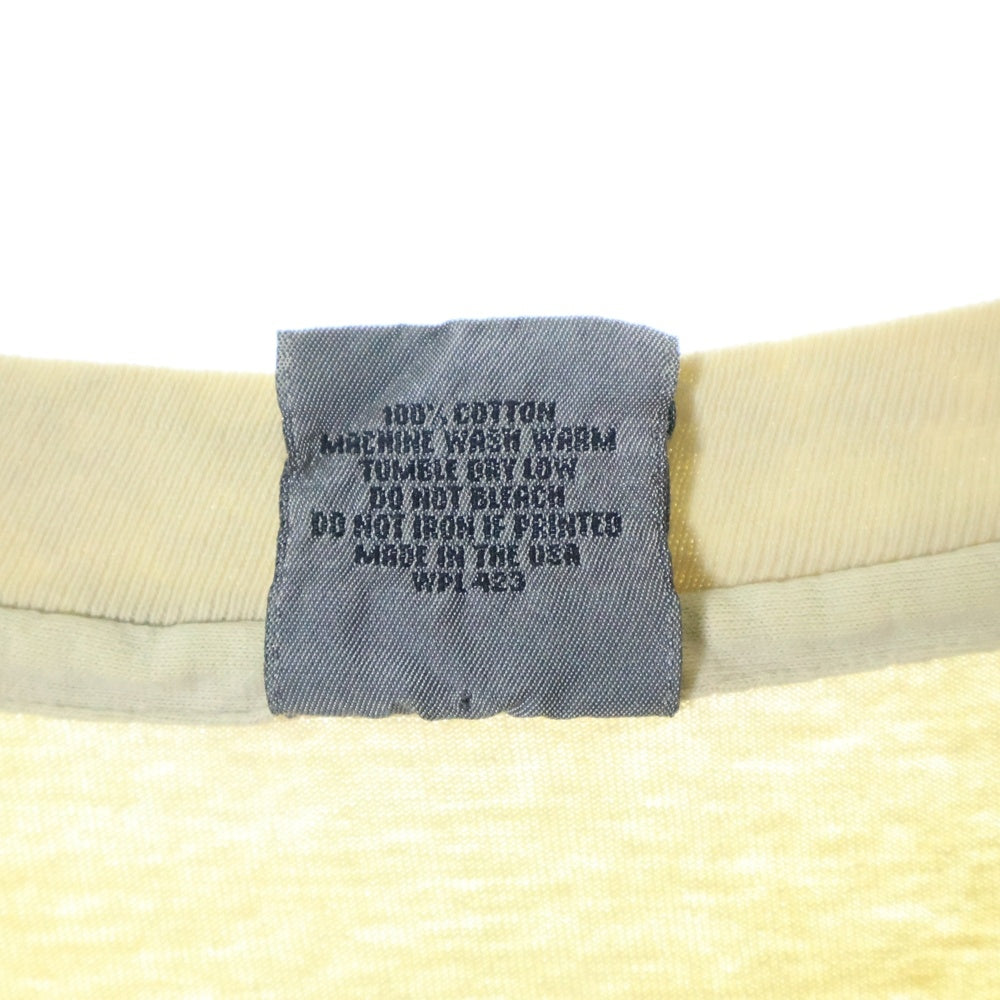 100% COTTON
MACHINE WASH WARM
TUMBLE DRY LOW
DO NOT BLEACH
DO NOT IRON IF PRINTED
MADE IN THE USA
WPL 423